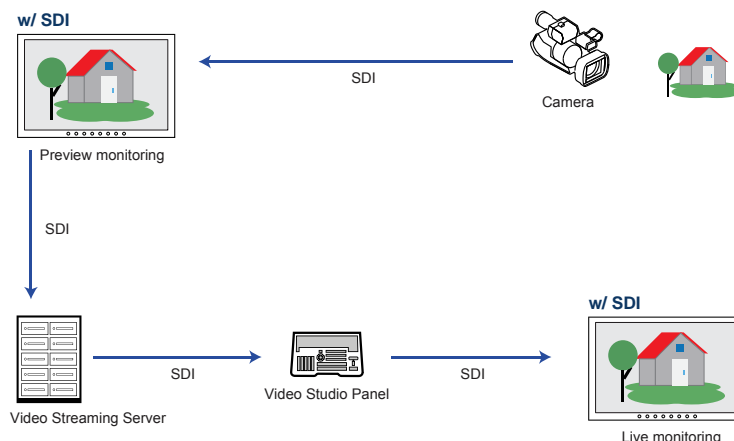 w/ SDI
SDI
Camera
Preview monitoring
SDI
w/ SDI
SDI
Video Studio Panel
SDI
Video Streaming Server
Live monitoring